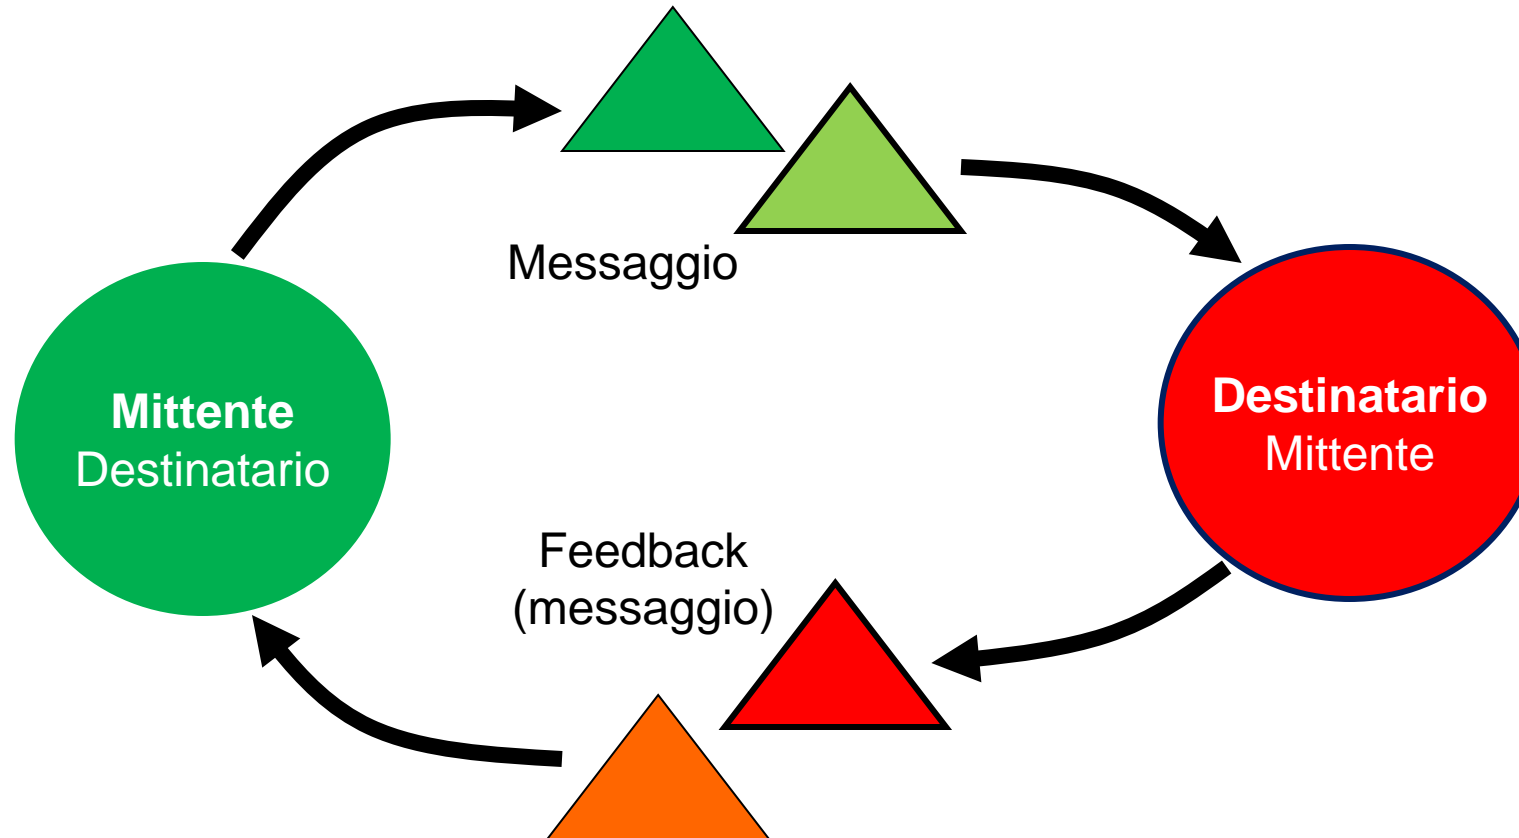 Messaggio
Mittente
Destinatario
Destinatario
Mittente
Feedback
(messaggio)